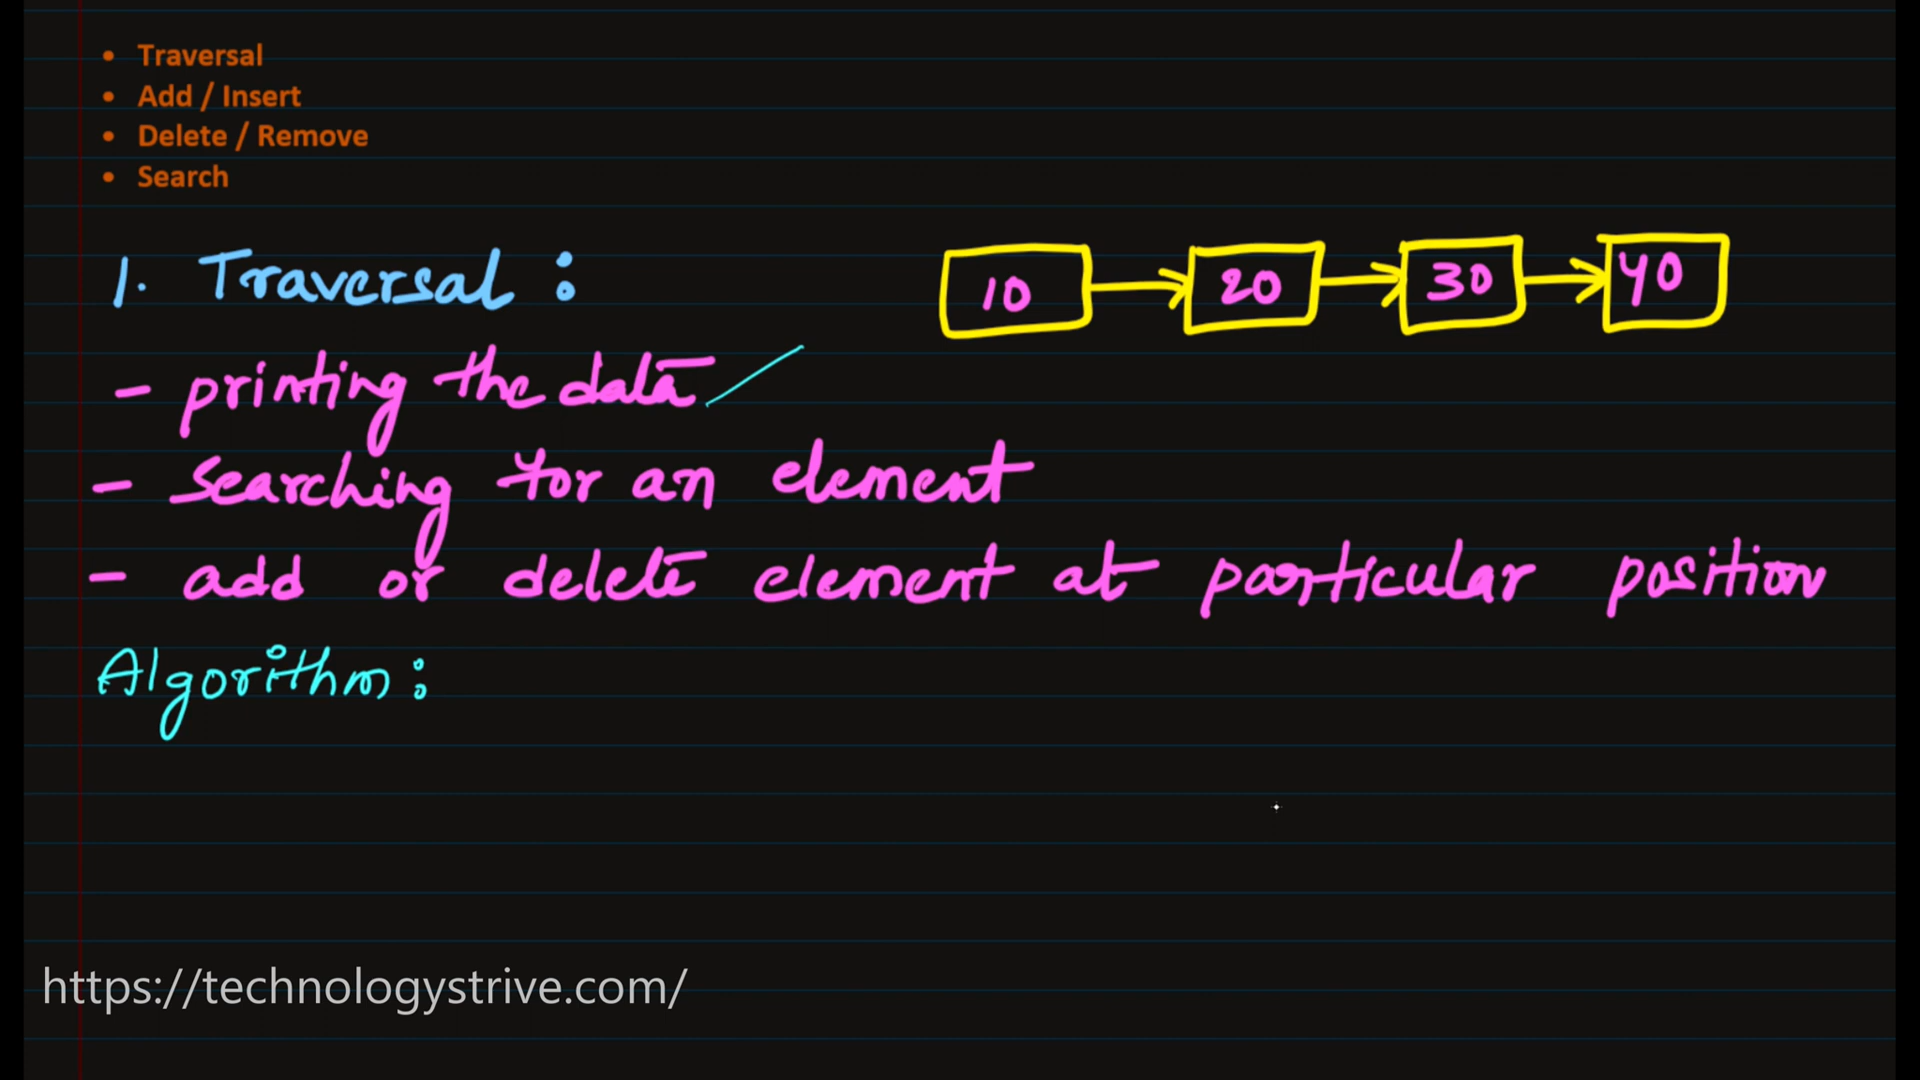 • Traversal
• Add / Insert
• Delete / Remove
• Search
1. Traversal :
10 20 30 40
- printing the data
- searching for an element
- add or delete element at particular position
Algorithm :
https://technologystrive.com/